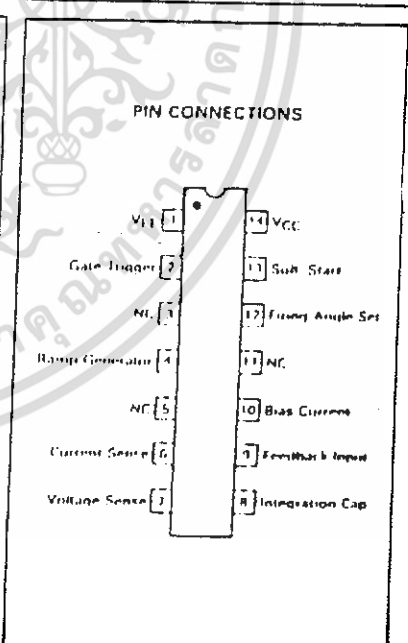 PIN CONNECTIONS
1 14 VCC
Gate Trigger 2 13 Soft Start
NC 3 12 Firing Angle Set
Ramp Generator 4 11 NC
NC 5 10 Bias Current
Current Sense 6 9 Feedback Input
Voltage Sense 7 8 Integration Cap